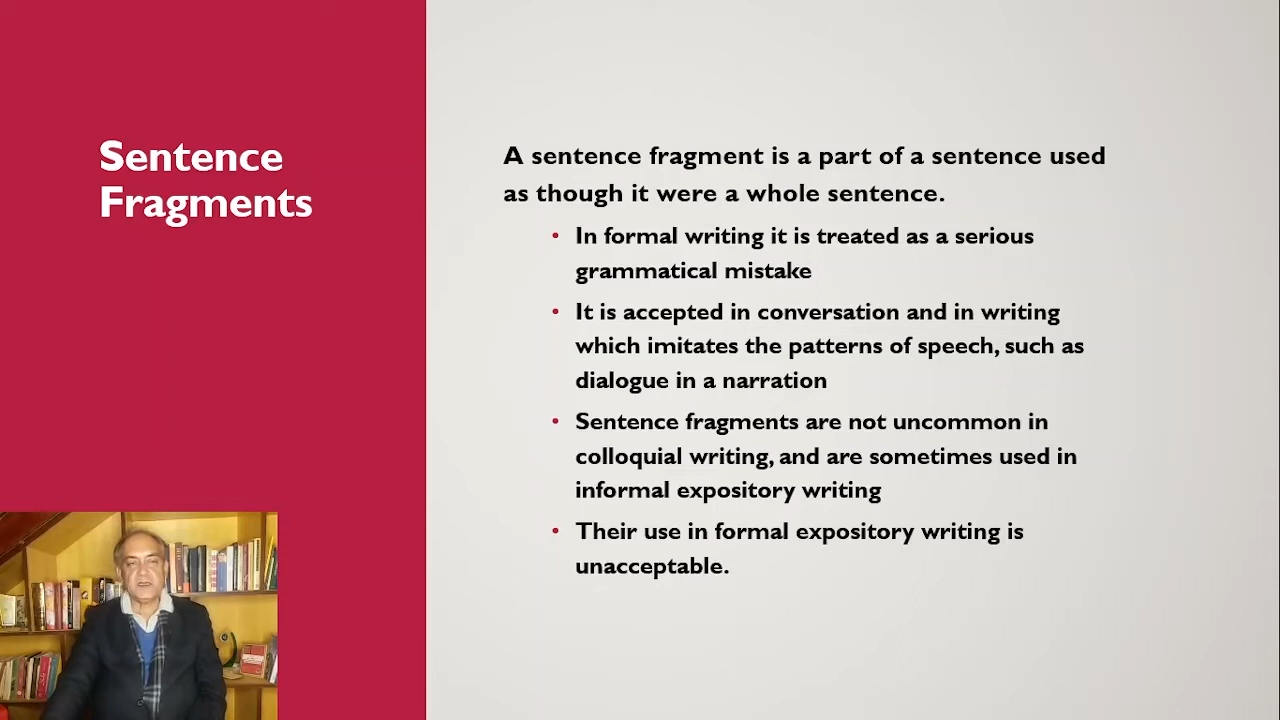 Sentence
Fragments
A sentence fragment is a part of a sentence used
as though it were a whole sentence.
• In formal writing it is treated as a serious
grammatical mistake
• It is accepted in conversation and in writing
which imitates the patterns of speech, such as
dialogue in a narration
• Sentence fragments are not uncommon in
colloquial writing, and are sometimes used in
informal expository writing
• Their use in formal expository writing is
unacceptable.